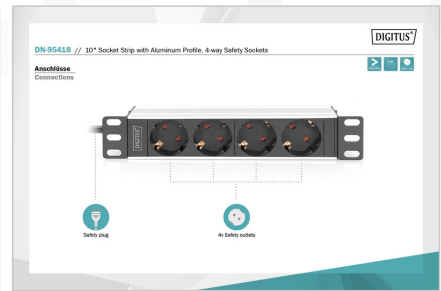 DIGITUS®
DN-95418 // 10" Socket Strip with Aluminum Profile, 4-way Safety Sockets
Anschlüsse
Connections
DIGITUS
Safety plug
4x Safety outlets